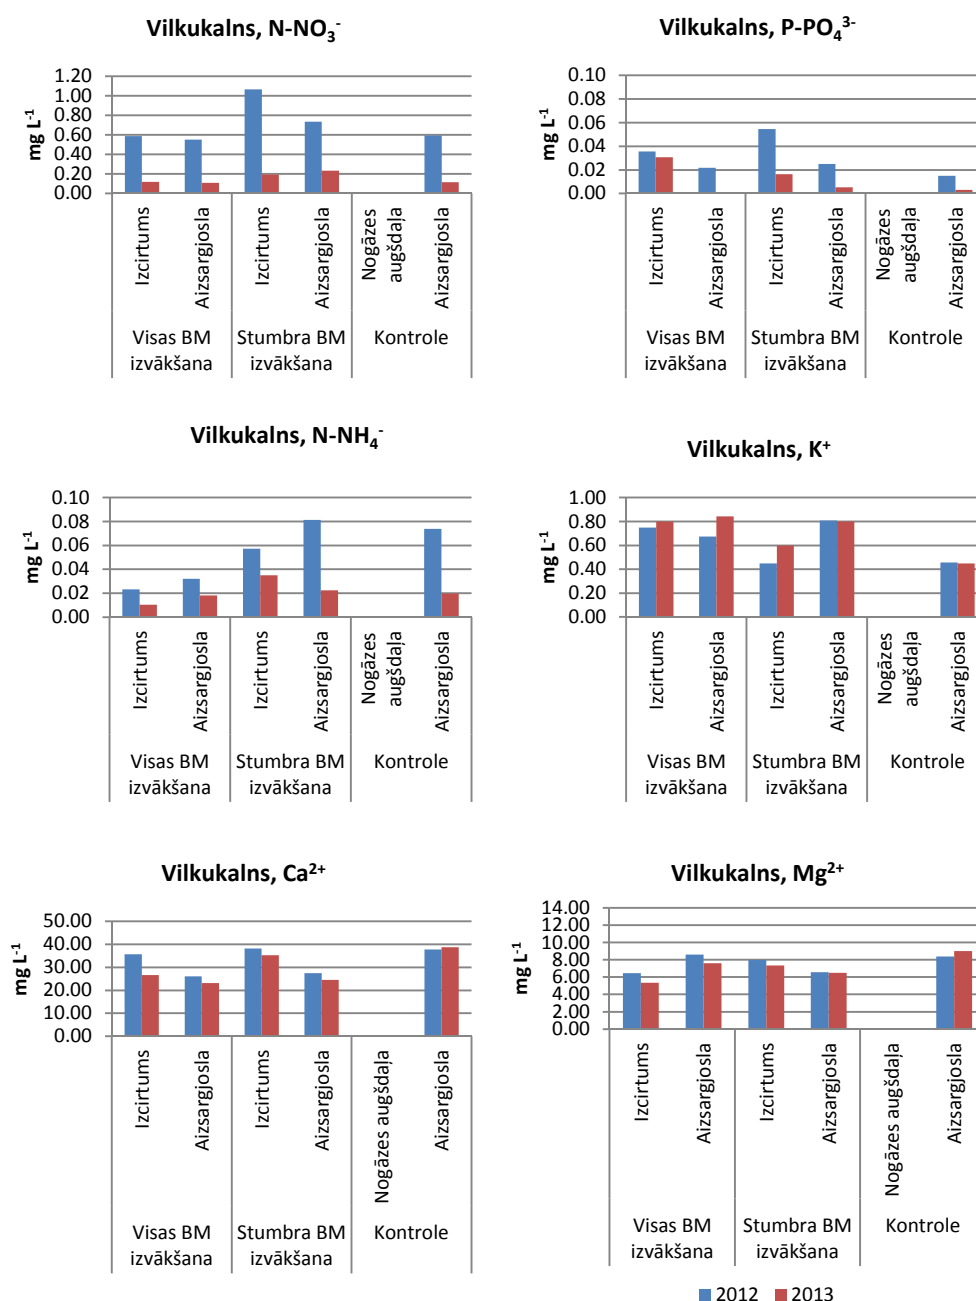 Vilkukalns, N-NO₃⁻
mg L⁻¹
1.20
1.00
0.80
0.60
0.40
0.20
0.00
Izcirtums
Aizsargjosla
Izcirtums
Aizsargjosla
Nogāzes
augšdaļa
Aizsargjosla
Visas BM
izvākšana
Stumbra BM
izvākšana
Kontrole
Vilkukalns, P-PO₄³⁻
mg L⁻¹
0.10
0.08
0.06
0.04
0.02
0.00
Izcirtums
Aizsargjosla
Izcirtums
Aizsargjosla
Nogāzes
augšdaļa
Aizsargjosla
Visas BM
izvākšana
Stumbra BM
izvākšana
Kontrole
Vilkukalns, N-NH₄⁻
mg L⁻¹
0.10
0.08
0.06
0.04
0.02
0.00
Izcirtums
Aizsargjosla
Izcirtums
Aizsargjosla
Nogāzes
augšdaļa
Aizsargjosla
Visas BM
izvākšana
Stumbra BM
izvākšana
Kontrole
Vilkukalns, K⁺
mg L⁻¹
1.00
0.80
0.60
0.40
0.20
0.00
Izcirtums
Aizsargjosla
Izcirtums
Aizsargjosla
Nogāzes
augšdaļa
Aizsargjosla
Visas BM
izvākšana
Stumbra BM
izvākšana
Kontrole
Vilkukalns, Ca²⁺
mg L⁻¹
50.00
40.00
30.00
20.00
10.00
0.00
Izcirtums
Aizsargjosla
Izcirtums
Aizsargjosla
Nogāzes augšdaļa
Aizsargjosla
Visas BM
izvākšana
Stumbra BM
izvākšana
Kontrole
Vilkukalns, Mg²⁺
mg L⁻¹
14.00
12.00
10.00
8.00
6.00
4.00
2.00
0.00
Izcirtums
Aizsargjosla
Izcirtums
Aizsargjosla
Nogāzes augšdaļa
Aizsargjosla
Visas BM
izvākšana
Stumbra BM
izvākšana
Kontrole
2012 2013